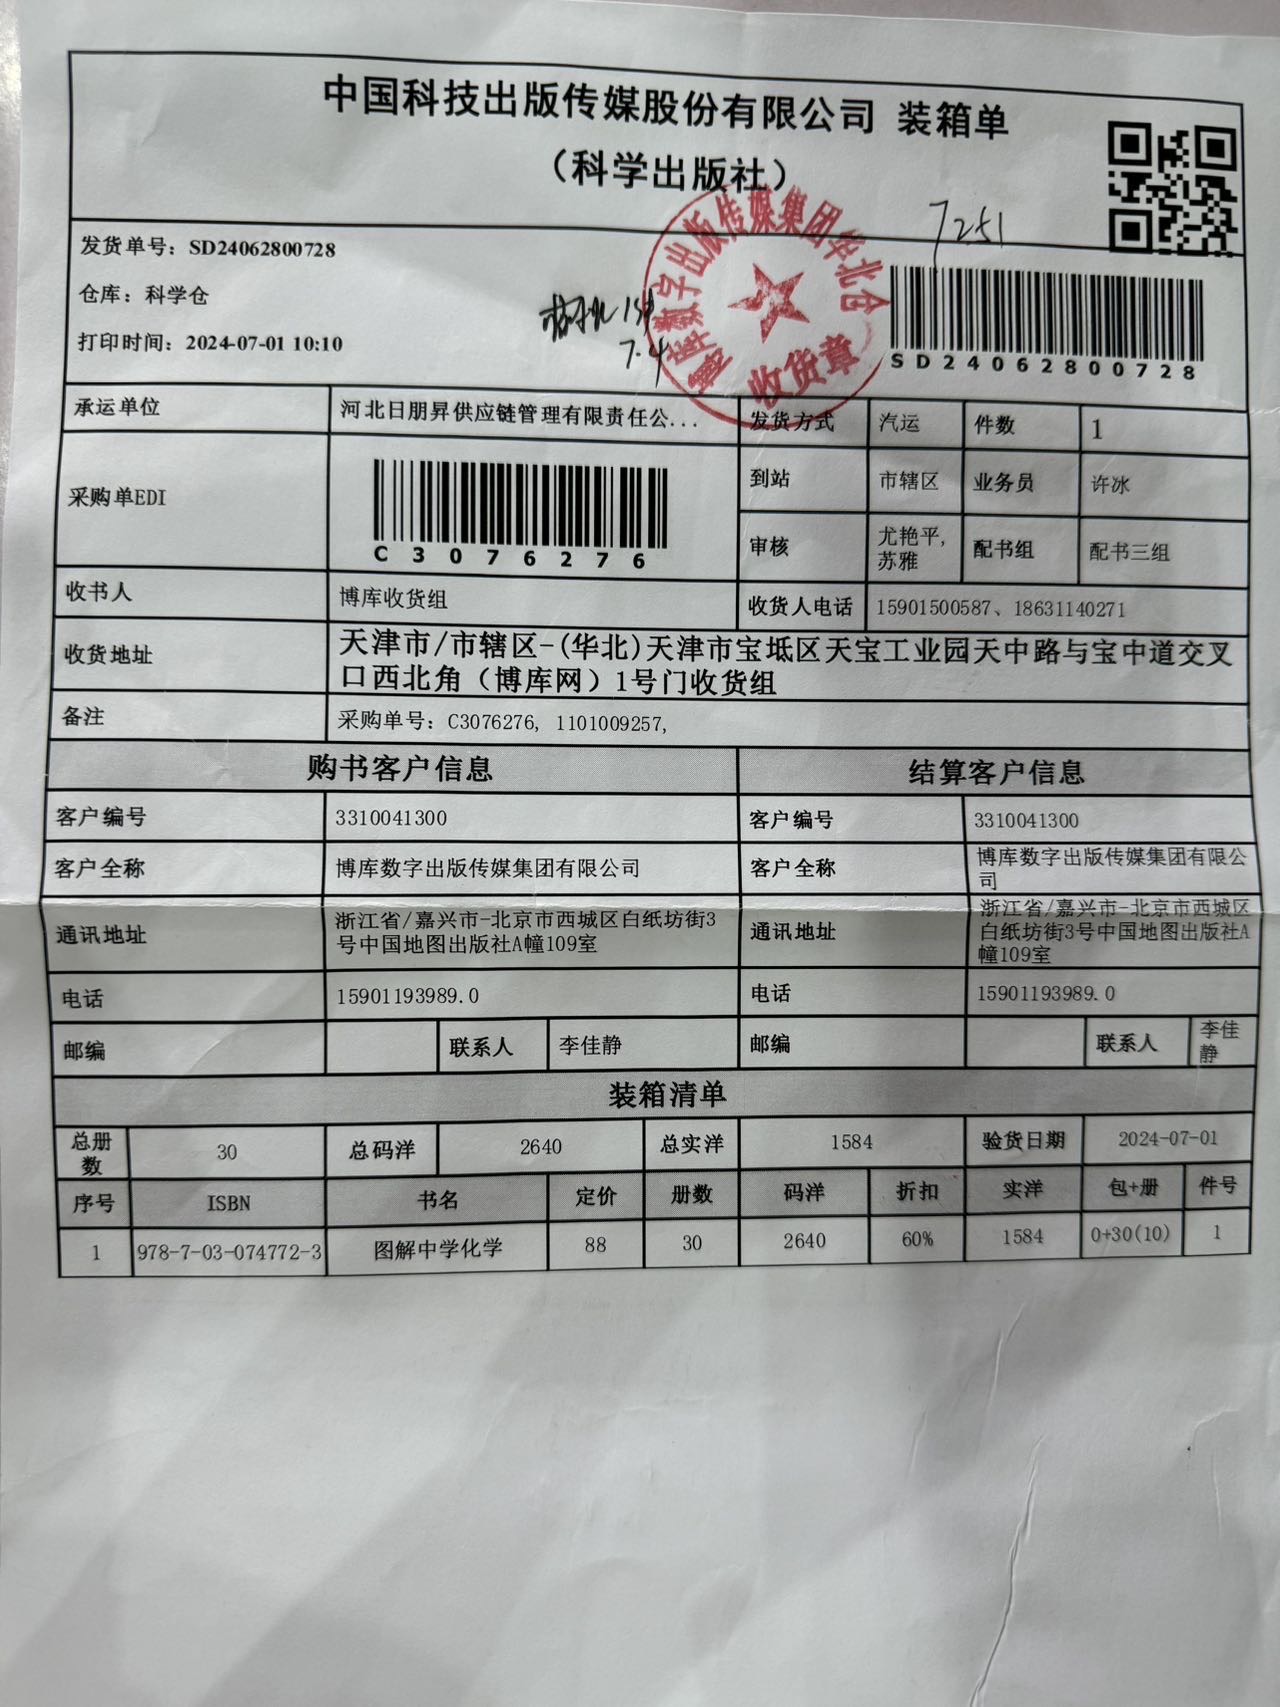 中国科技出版传媒股份有限公司 装箱单
（科学出版社）
7251
发货单号：SD24062800728
仓库：科学仓
打印时间：2024-07-01 10:10
7.4
博库数字出版传媒集团华北仓
收货章
SD24062800728
承运单位 河北日朋昇供应链管理有限责任公... 发货方式 汽运 件数 1
采购单EDI
C3076276
到站 市辖区 业务员 许冰
审核 尤艳平,苏雅 配书组 配书三组
收书人 博库收货组 收货人电话 15901500587、18631140271
收货地址 天津市/市辖区-(华北)天津市宝坻区天宝工业园天中路与宝中道交叉
口西北角（博库网）1号门收货组
备注 采购单号：C3076276, 1101009257,
购书客户信息 结算客户信息
客户编号 3310041300 客户编号 3310041300
客户全称 博库数字出版传媒集团有限公司 客户全称 博库数字出版传媒集团有限公司
通讯地址 浙江省/嘉兴市-北京市西城区白纸坊街3号中国地图出版社A幢109室 通讯地址 浙江省/嘉兴市-北京市西城区白纸坊街3号中国地图出版社A幢109室
电话 15901193989.0 电话 15901193989.0
邮编 联系人 李佳静 邮编 联系人 李佳静
装箱清单
总册数 30 总码洋 2640 总实洋 1584 验货日期 2024-07-01
序号 ISBN 书名 定价 册数 码洋 折扣 实洋 包+册 件号
1 978-7-03-074772-3 图解中学化学 88 30 2640 60% 1584 0+30(10) 1